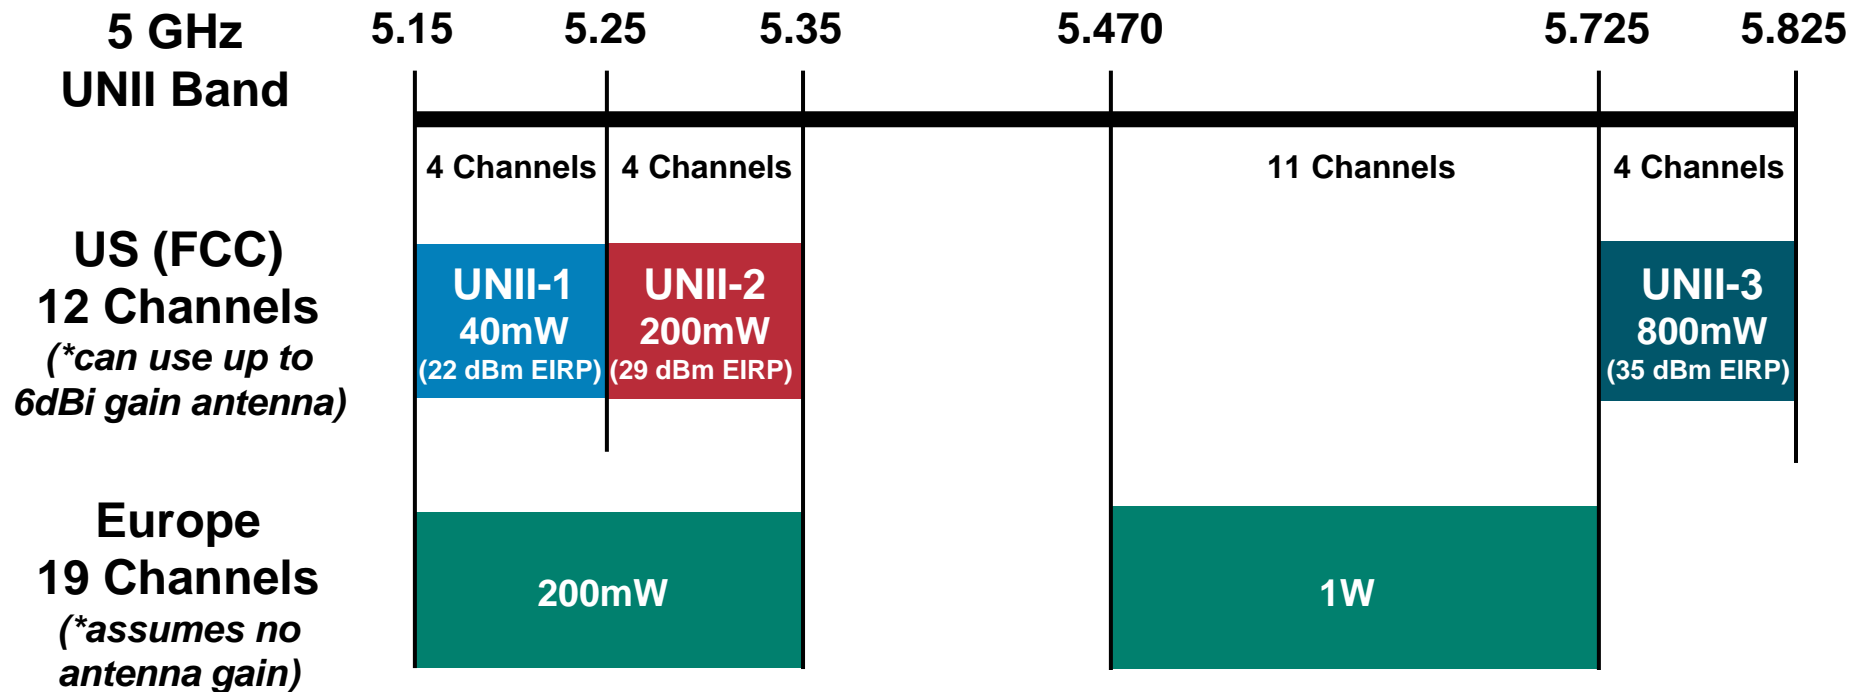 5 GHz
UNII Band
5.15 5.25 5.35 5.470 5.725 5.825
4 Channels 4 Channels 11 Channels 4 Channels
US (FCC)
12 Channels
(*can use up to
6dBi gain antenna)
UNII-1
40mW
(22 dBm EIRP)
UNII-2
200mW
(29 dBm EIRP)
UNII-3
800mW
(35 dBm EIRP)
Europe
19 Channels
(*assumes no
antenna gain)
200mW
1W